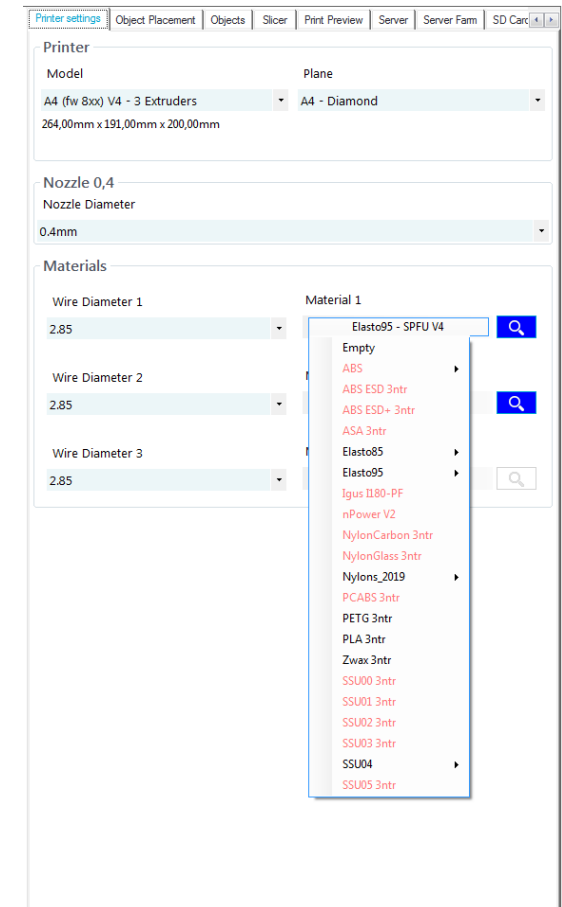 Printer settings Object Placement Objects Slicer Print Preview Server Server Farm SD Card
Printer
Model Plane
A4 (fw 8xx) V4 - 3 Extruders A4 - Diamond
264,00mm x 191,00mm x 200,00mm
Nozzle 0,4
Nozzle Diameter
0.4mm
Materials
Wire Diameter 1 Material 1
2.85 Elasto95 - SPFU V4
Empty
Wire Diameter 2
ABS
ABS ESD 3ntr
2.85 ABS ESD+ 3ntr
ASA 3ntr
Wire Diameter 3 Elasto85
2.85 Elasto95
Igus I180-PF
nPower V2
NylonCarbon 3ntr
NylonGlass 3ntr
Nylons_2019
PCABS 3ntr
PETG 3ntr
PLA 3ntr
Zwax 3ntr
SSU00 3ntr
SSU01 3ntr
SSU02 3ntr
SSU03 3ntr
SSU04
SSU05 3ntr